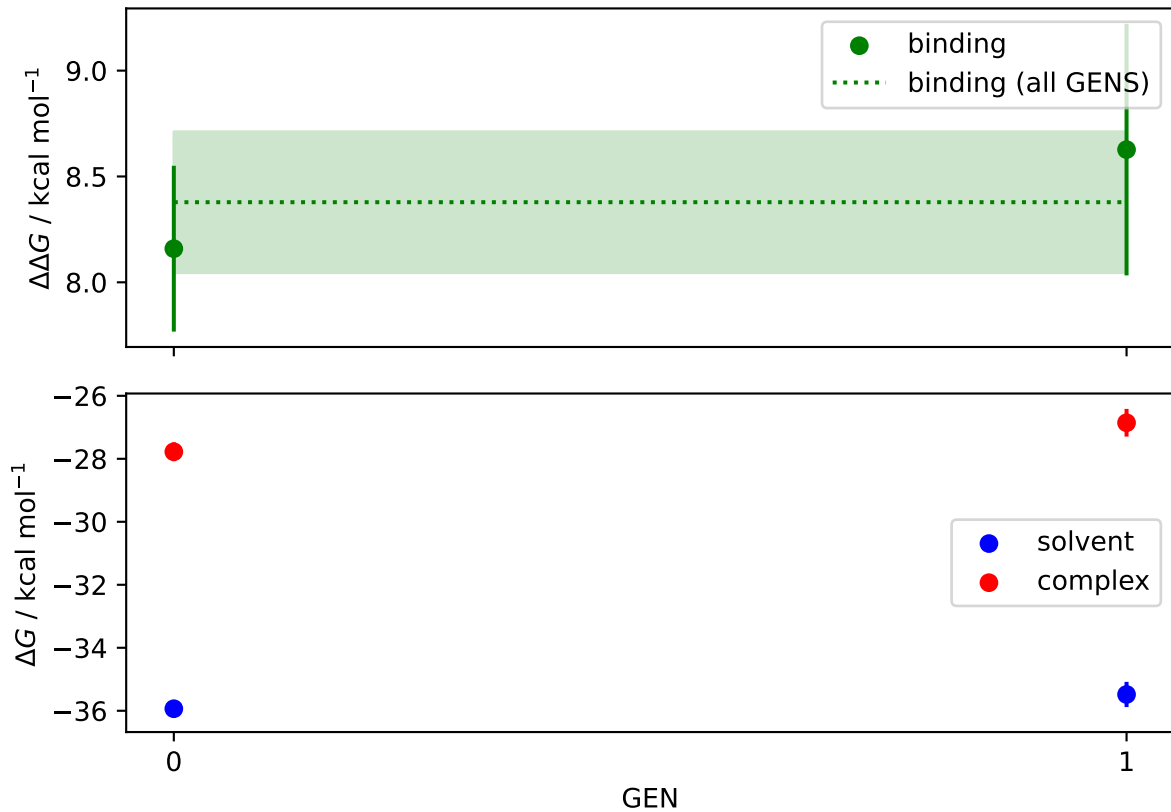 ΔΔG / kcal mol⁻¹
9.0
8.5
8.0
binding
binding (all GENS)
ΔG / kcal mol⁻¹
−26
−28
−30
−32
−34
−36
solvent
complex
0
1
GEN